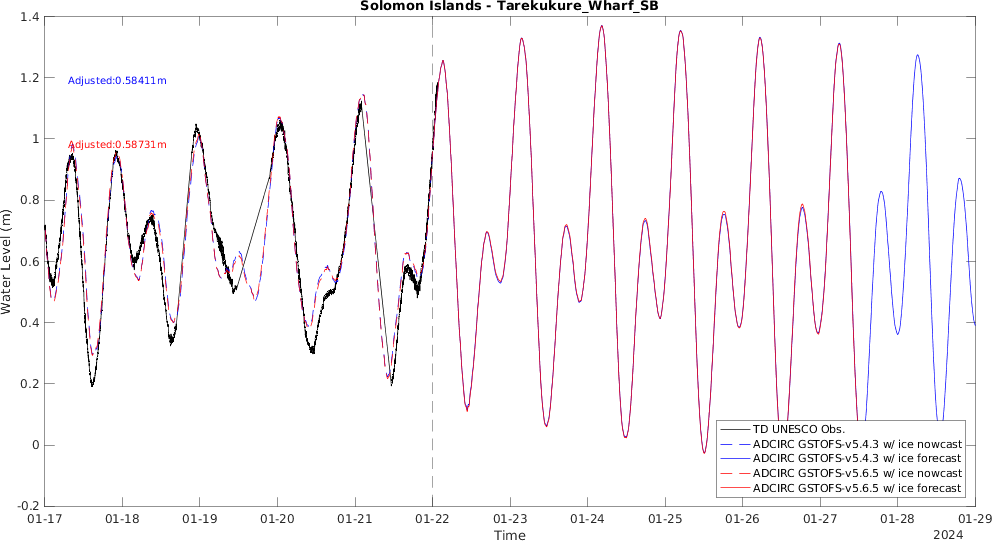 Solomon Islands - Tarekukure_Wharf_SB
1.4
1.2
1
0.8
0.6
0.4
0.2
0
-0.2
Water Level (m)
Adjusted:0.58411m
Adjusted:0.58731m
TD UNESCO Obs.
ADCIRC GSTOFS-v5.4.3 w/ ice nowcast
ADCIRC GSTOFS-v5.4.3 w/ ice forecast
ADCIRC GSTOFS-v5.6.5 w/ ice nowcast
ADCIRC GSTOFS-v5.6.5 w/ ice forecast
01-17 01-18 01-19 01-20 01-21 01-22 01-23 01-24 01-25 01-26 01-27 01-28 01-29
Time
2024